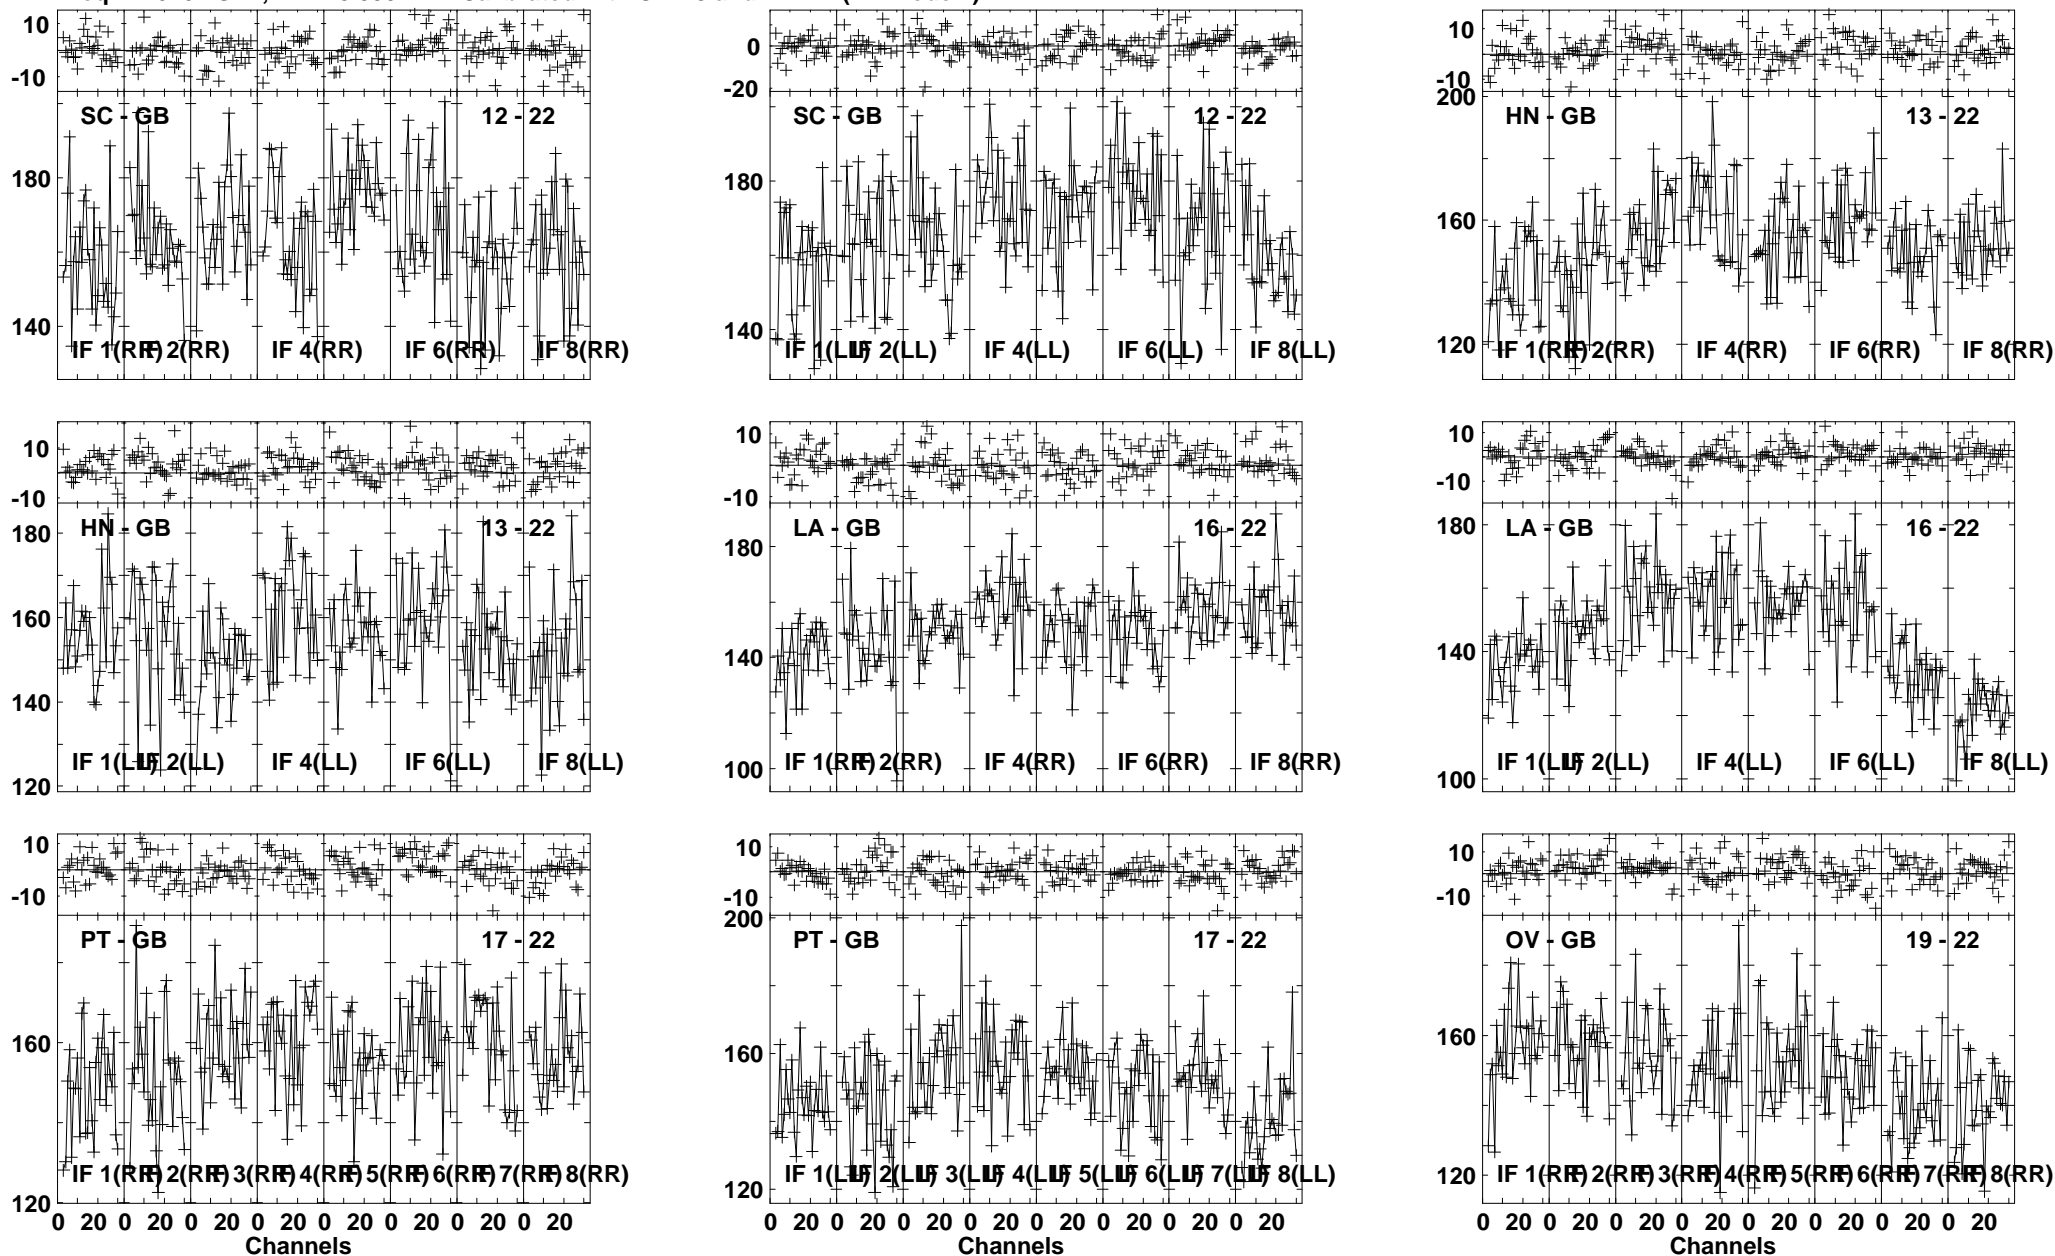 10
-10
SC - GB 12 - 22
180
140
IF 1(RR) IF 2(RR) IF 4(RR) IF 6(RR) IF 8(RR)
0
-20
SC - GB 12 - 22
180
140
IF 1(LL) IF 2(LL) IF 4(LL) IF 6(LL) IF 8(LL)
10
-10
200
HN - GB 13 - 22
160
120
IF 1(RR) IF 2(RR) IF 4(RR) IF 6(RR) IF 8(RR)
10
-10
HN - GB 13 - 22
180
160
140
120
IF 1(LL) IF 2(LL) IF 4(LL) IF 6(LL) IF 8(LL)
10
-10
LA - GB 16 - 22
180
140
100
IF 1(RR) IF 2(RR) IF 4(RR) IF 6(RR) IF 8(RR)
10
-10
LA - GB 16 - 22
180
140
100
IF 1(LL) IF 2(LL) IF 4(LL) IF 6(LL) IF 8(LL)
10
-10
PT - GB 17 - 22
160
120
IF 1(RR) IF 2(RR) IF 3(RR) IF 4(RR) IF 5(RR) IF 6(RR) IF 7(RR) IF 8(RR)
0 20 0 20 0 20 0 20 0 20 0 20 0 20 0 20
Channels
10
-10
200
PT - GB 17 - 22
160
120
IF 1(LL) IF 2(LL) IF 3(LL) IF 4(LL) IF 5(LL) IF 6(LL) IF 7(LL) IF 8(LL)
0 20 0 20 0 20 0 20 0 20 0 20 0 20 0 20
Channels
10
-10
OV - GB 19 - 22
160
120
IF 1(RR) IF 2(RR) IF 3(RR) IF 4(RR) IF 5(RR) IF 6(RR) IF 7(RR) IF 8(RR)
0 20 0 20 0 20 0 20 0 20 0 20 0 20 0 20
Channels